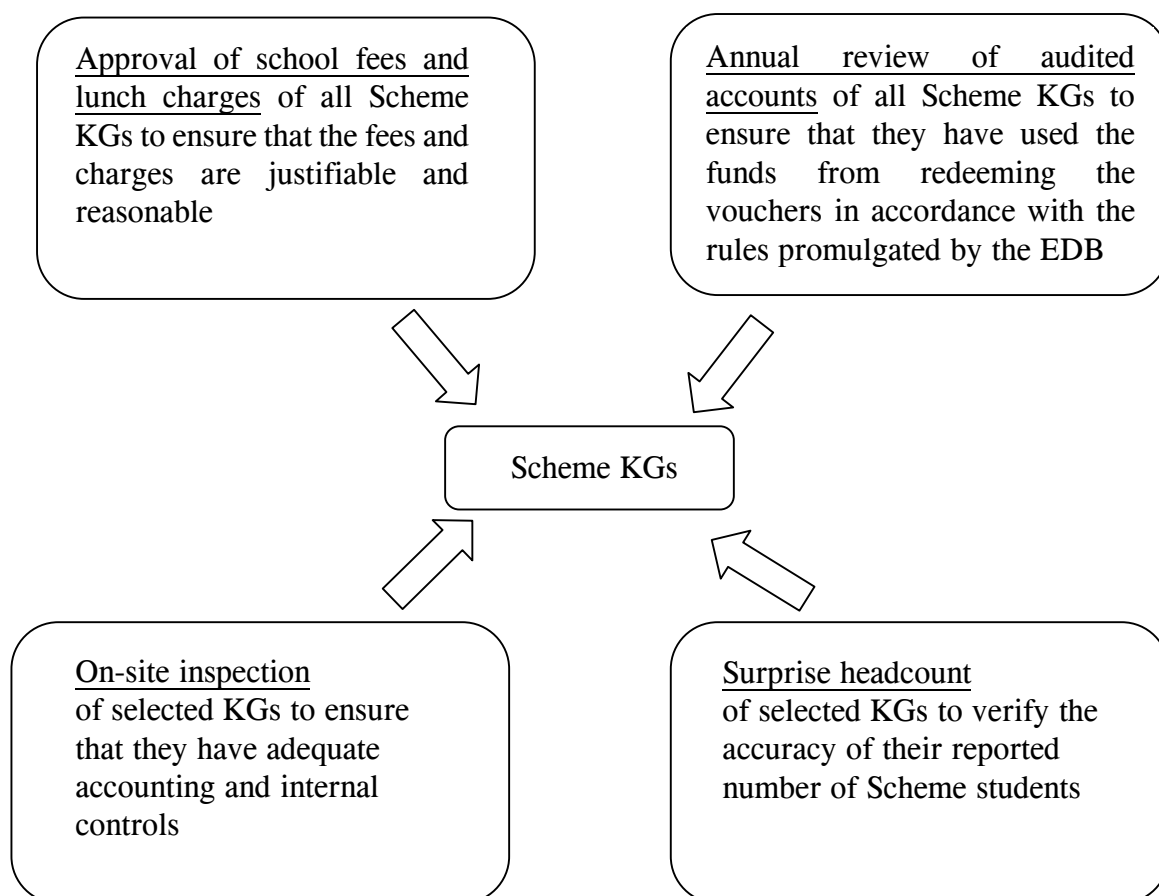 Approval of school fees and
lunch charges of all Scheme
KGs to ensure that the fees and
charges are justifiable and
reasonable
Annual review of audited
accounts of all Scheme KGs to
ensure that they have used the
funds from redeeming the
vouchers in accordance with the
rules promulgated by the EDB
Scheme KGs
On-site inspection
of selected KGs to ensure
that they have adequate
accounting and internal
controls
Surprise headcount
of selected KGs to verify the
accuracy of their reported
number of Scheme students